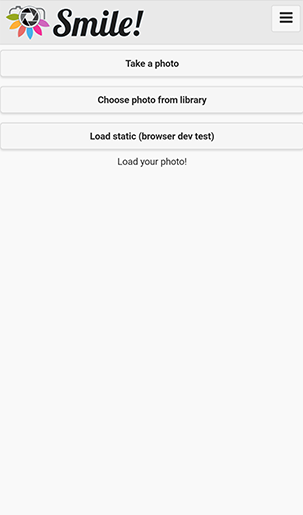 Smile!
Take a photo
Choose photo from library
Load static (browser dev test)
Load your photo!